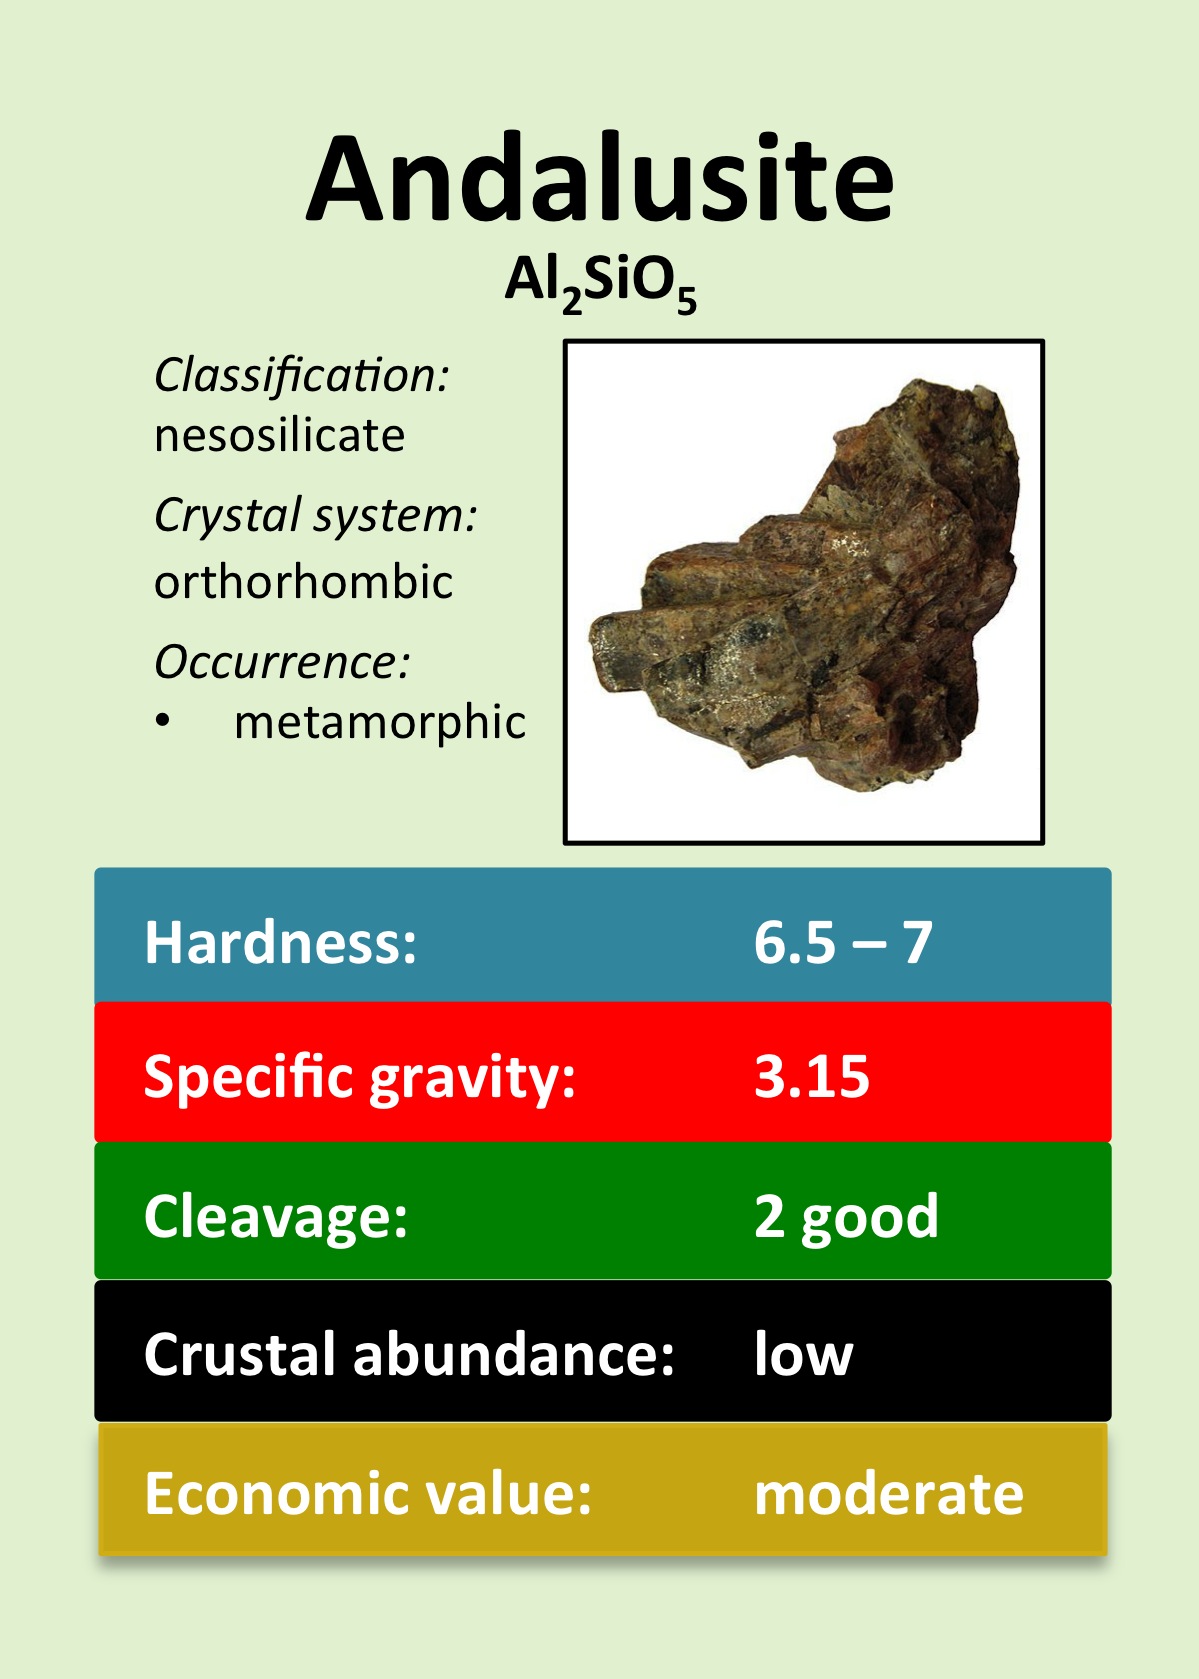 Andalusite
Al₂SiO₅
Classification:
nesosilicate
Crystal system:
orthorhombic
Occurrence:
• metamorphic
Hardness: 6.5 – 7
Specific gravity: 3.15
Cleavage: 2 good
Crustal abundance: low
Economic value: moderate